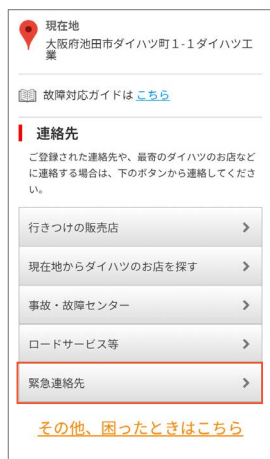 現在地
大阪府池田市ダイハツ町１-１ダイハツ工
業
故障対応ガイドは こちら
連絡先
ご登録された連絡先や、最寄のダイハツのお店など
に連絡する場合は、下のボタンから連絡してくださ
い。
行きつけの販売店
現在地からダイハツのお店を探す
事故・故障センター
ロードサービス等
緊急連絡先
その他、困ったときはこちら